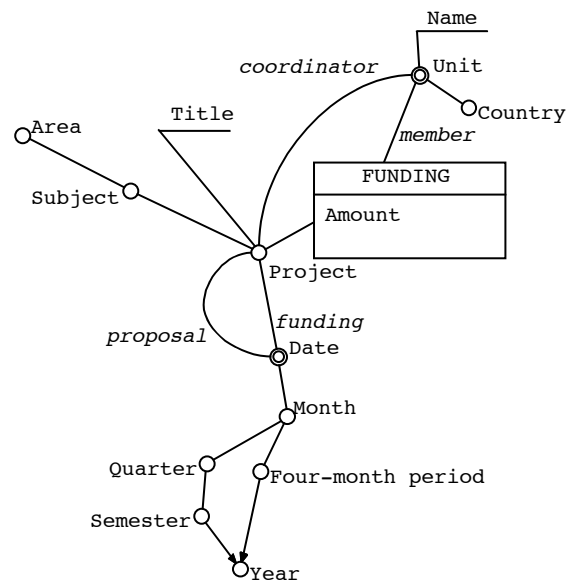 Name
coordinator
Unit
Title
Country
Area
member
FUNDING
Subject
Amount
Project
proposal
funding
Date
Month
Quarter
Four-month period
Semester
Year